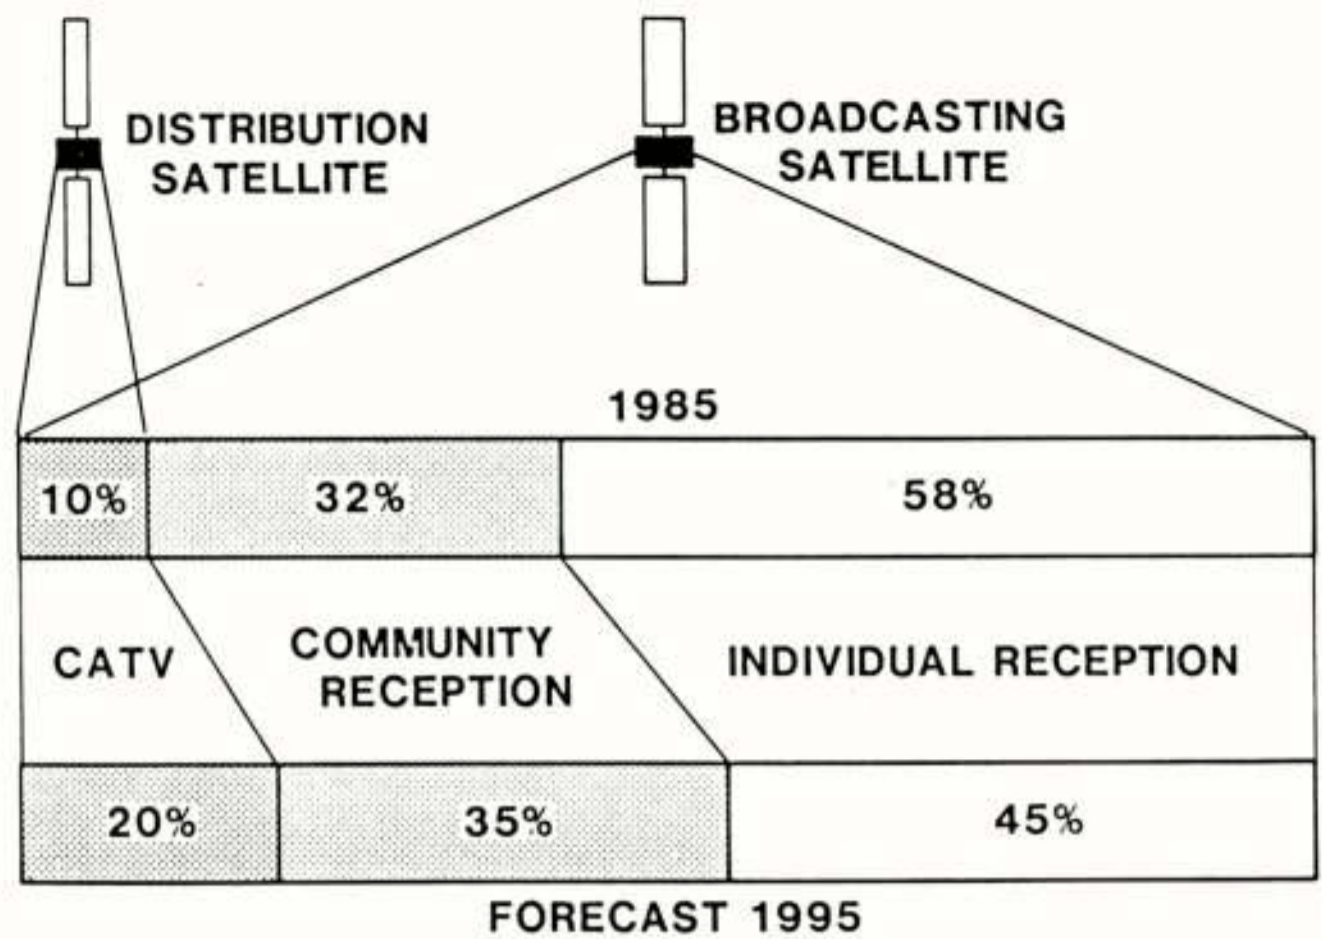 DISTRIBUTION
SATELLITE
BROADCASTING
SATELLITE
1985
10%
32%
58%
CATV
COMMUNITY
RECEPTION
INDIVIDUAL RECEPTION
20%
35%
45%
FORECAST 1995